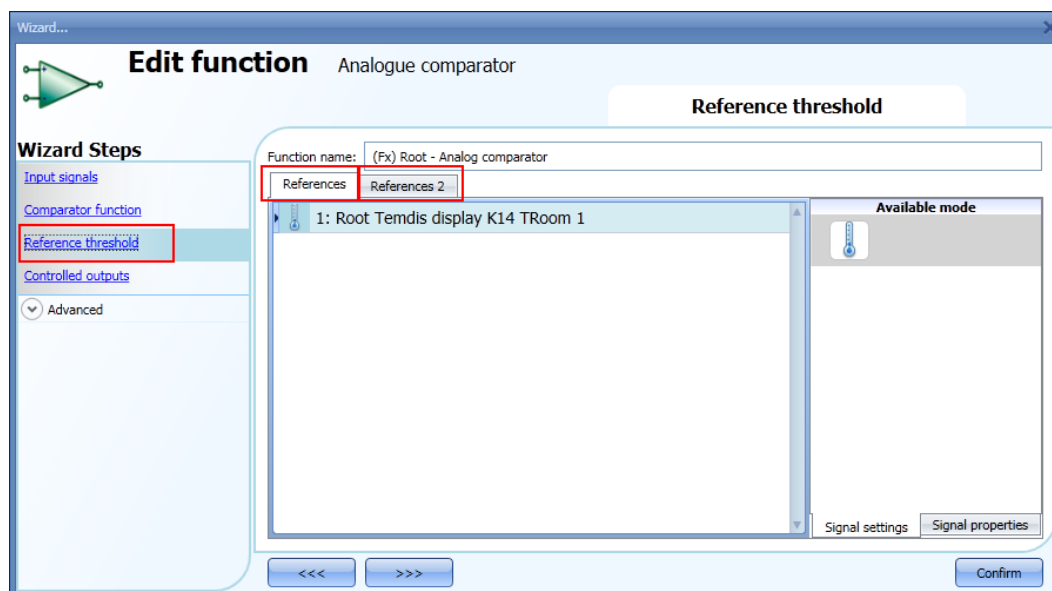 Wizard...
Edit function Analogue comparator
Reference threshold
Wizard Steps
Input signals
Comparator function
Reference threshold
Controlled outputs
Advanced
Function name: (Fx) Root - Analog comparator
References References 2
1: Root Temdis display K14 TRoom 1
Available mode
Signal settings Signal properties
<<< >>> Confirm